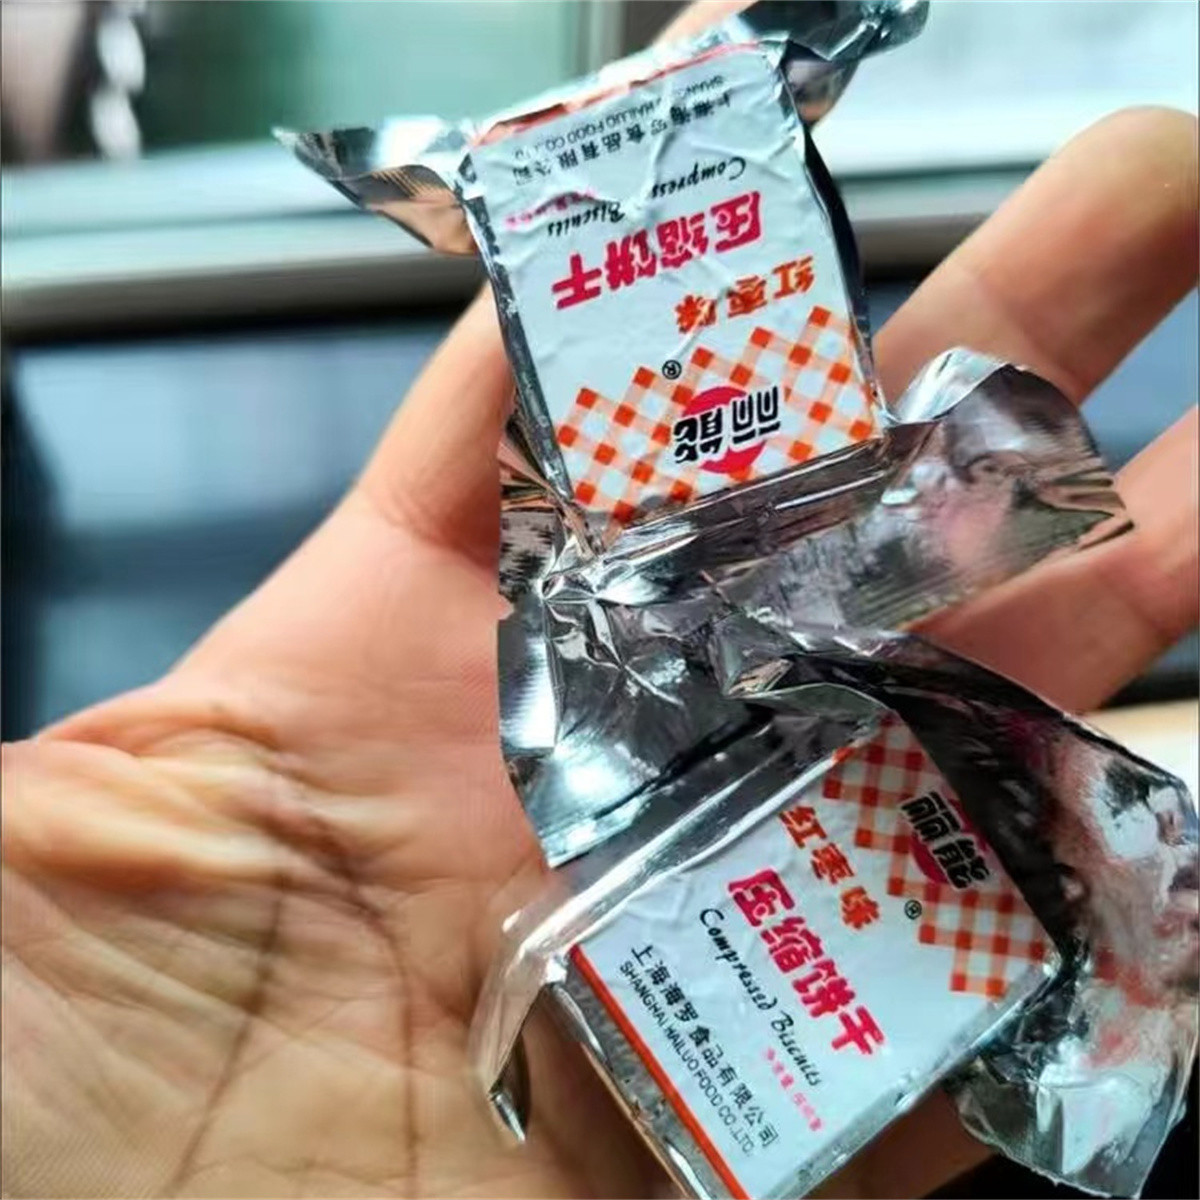 上海海罗食品有限公司
SHANGHAI HAILUO FOOD CO.,LTD.
Compressed Biscuits
压缩饼干
红枣味
®
丽能
丽能
®
红枣味
压缩饼干
Compressed Biscuits
上海海罗食品有限公司
SHANGHAI HAILUO FOOD CO.,LTD.